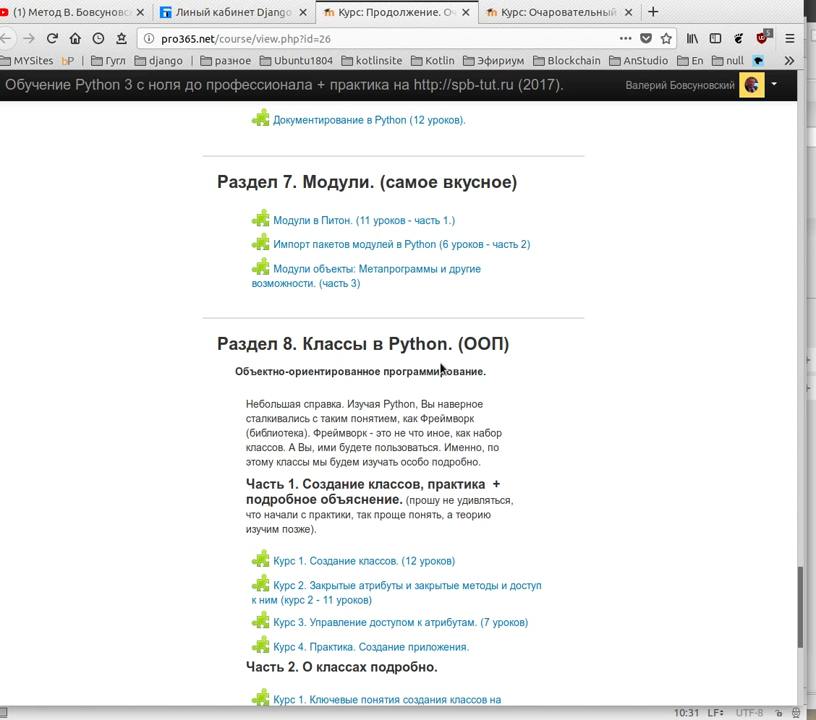 (1) Метод В. Бовсуновс
Линый кабинет Django
Курс: Продолжение. Оч
Курс: Очаровательный
pro365.net/course/view.php?id=26
MYSites
Гугл
django
разное
Ubuntu1804
kotlinsite
Kotlin
Эфириум
Blockchain
AnStudio
En
null
Обучение Python 3 с ноля до профессионала + практика на http://spb-tut.ru (2017).
Валерий Бовсуновский
Документирование в Python (12 уроков).
Раздел 7. Модули. (самое вкусное)
Модули в Питон. (11 уроков - часть 1.)
Импорт пакетов модулей в Python (6 уроков - часть 2)
Модули объекты: Метапрограммы и другие
возможности. (часть 3)
Раздел 8. Классы в Python. (ООП)
Объектно-ориентированное программирование.
Небольшая справка. Изучая Python, Вы наверное
сталкивались с таким понятием, как Фреймворк
(библиотека). Фреймворк - это не что иное, как набор
классов. А Вы, ими будете пользоваться. Именно, по
этому классы мы будем изучать особо подробно.
Часть 1. Создание классов, практика +
подробное объяснение. (прошу не удивляться,
что начали с практики, так проще понять, а теорию
изучим позже).
Курс 1. Создание классов. (12 уроков)
Курс 2. Закрытые атрибуты и закрытые методы и доступ
к ним (курс 2 - 11 уроков)
Курс 3. Управление доступом к атрибутам. (7 уроков)
Курс 4. Практика. Создание приложения.
Часть 2. О классах подробно.
Курс 1. Ключевые понятия создания классов на
10:31 LF UTF-8